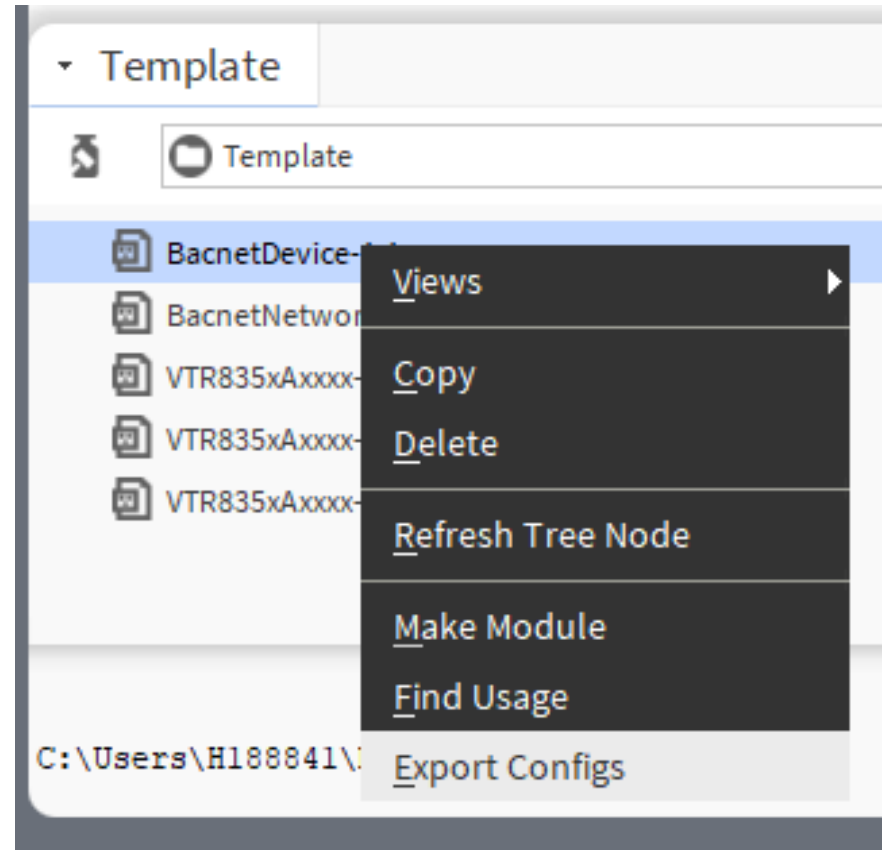 Template
Template
BacnetDevice-
Views
BacnetNetwor
Copy
VTR835xAxxxx-
Delete
VTR835xAxxxx-
VTR835xAxxxx-
Refresh Tree Node
Make Module
Find Usage
C:\Users\H188841\
Export Configs